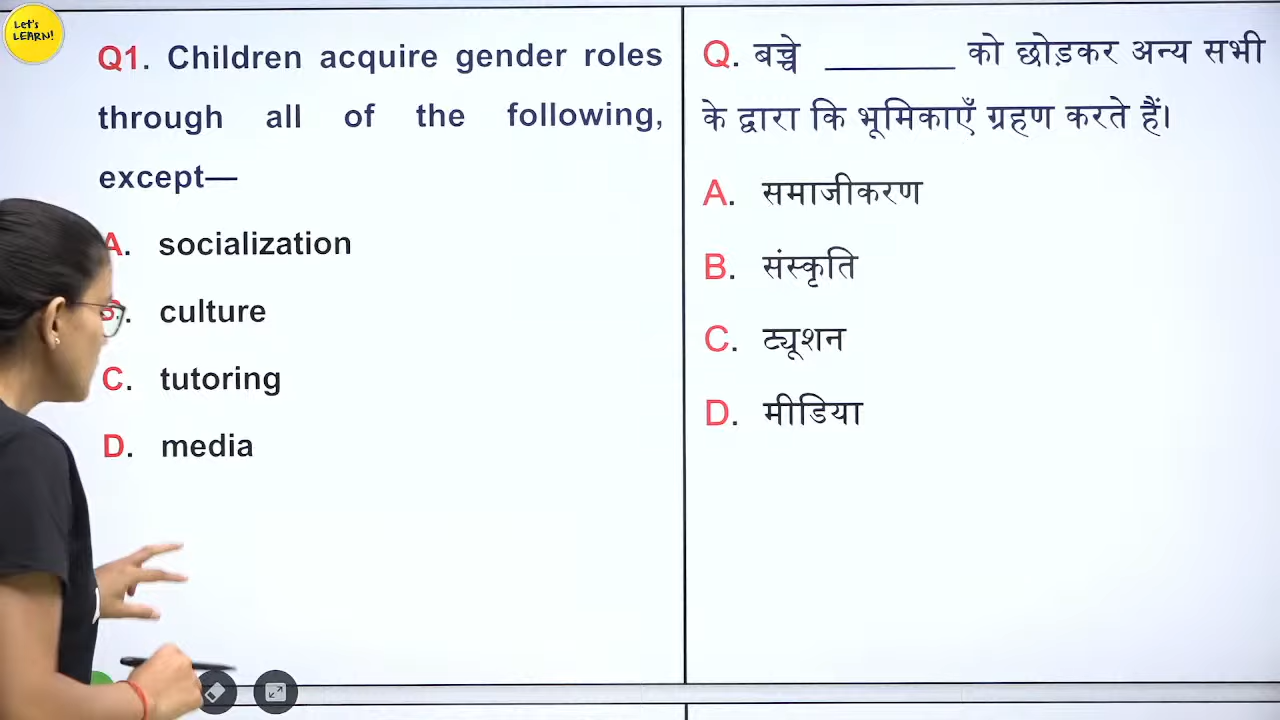 Let's
LEARN!
Q1. Children acquire gender roles
through all of the following,
except—
A. socialization
B. culture
C. tutoring
D. media
Q. बच्चे ________ को छोड़कर अन्य सभी
के द्वारा कि भूमिकाएँ ग्रहण करते हैं।
A. समाजीकरण
B. संस्कृति
C. ट्यूशन
D. मीडिया